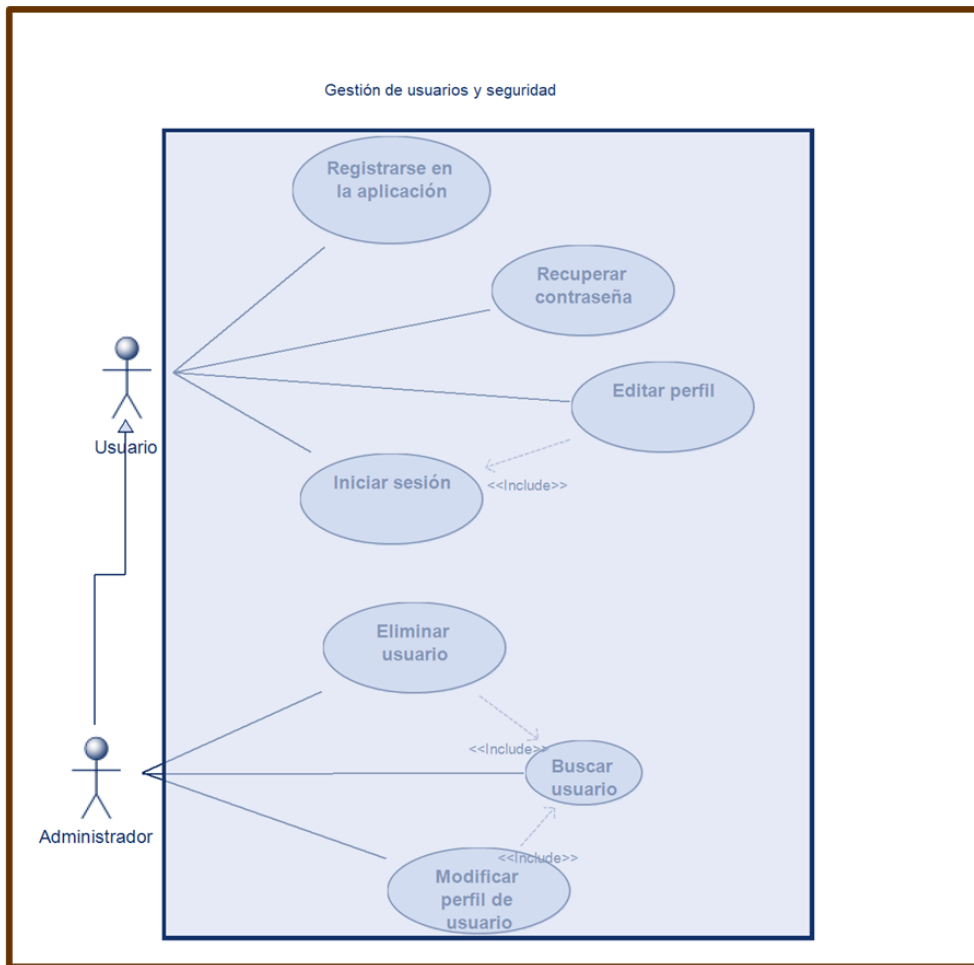 Gestión de usuarios y seguridad
Registrarse en
la aplicación
Recuperar
contraseña
Editar perfil
Usuario
Iniciar sesión
<<Include>>
Eliminar
usuario
<<Include>>
Buscar
usuario
Administrador
<<Include>>
Modificar
perfil de
usuario